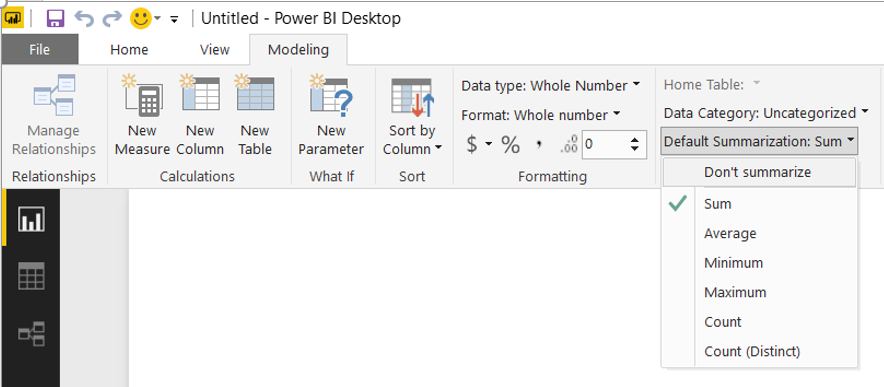 Untitled - Power BI Desktop
File Home View Modeling
Manage Relationships
Relationships
New Measure
New Column
New Table
Calculations
New Parameter
What If
Sort by Column
Sort
Data type: Whole Number
Format: Whole number
$ % , .00 0
Formatting
Home Table:
Data Category: Uncategorized
Default Summarization: Sum
Don't summarize
Sum
Average
Minimum
Maximum
Count
Count (Distinct)